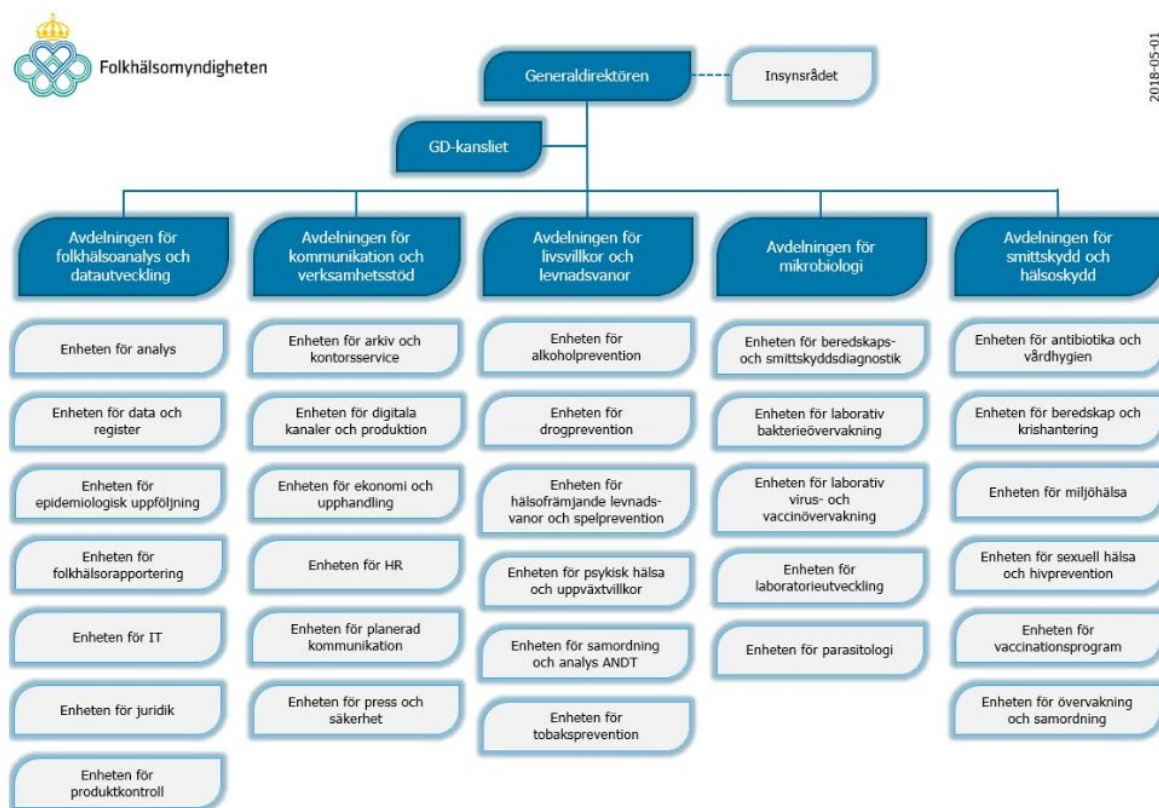 Folkhälsomyndigheten
2018-05-01
Generaldirektören
Insynsrådet
GD-kansliet
Avdelningen för
folkhälsoanalys och
datautveckling
Enheten för analys
Enheten för data och
register
Enheten för
epidemiologisk uppföljning
Enheten för
folkhälsorapportering
Enheten för IT
Enheten för juridik
Enheten för
produktkontroll
Avdelningen för
kommunikation och
verksamhetsstöd
Enheten för arkiv och
kontorsservice
Enheten för digitala
kanaler och produktion
Enheten för ekonomi och
upphandling
Enheten för HR
Enheten för planerad
kommunikation
Enheten för press och
säkerhet
Avdelningen för
livsvillkor och
levnadsvanor
Enheten för
alkoholprevention
Enheten för
drogprevention
Enheten för
hälsofrämjande levnads-
vanor och spelprevention
Enheten för psykisk hälsa
och uppväxtvillkor
Enheten för samordning
och analys ANDT
Enheten för
tobaksprevention
Avdelningen för
mikrobiologi
Enheten för beredskaps-
och smittskyddsdiagnostik
Enheten för laborativ
bakterieövervakning
Enheten för laborativ
virus- och
vaccinövervakning
Enheten för
laboratorieutveckling
Enheten för parasitologi
Avdelningen för
smittskydd och
hälsoskydd
Enheten för antibiotika och
vårdhygien
Enheten för beredskap och
krishantering
Enheten för miljöhälsa
Enheten för sexuell hälsa
och hivprevention
Enheten för
vaccinationsprogram
Enheten för övervakning
och samordning